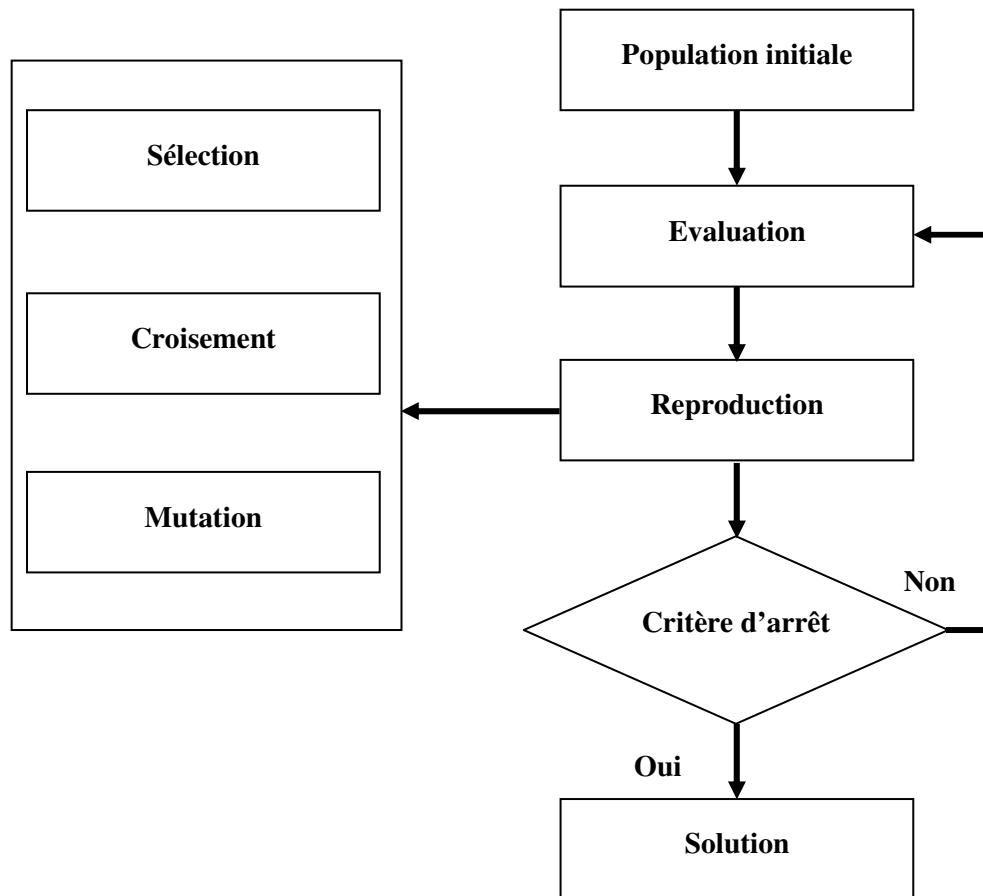 Population initiale
Sélection
Evaluation
Croisement
Reproduction
Mutation
Non
Critère d’arrêt
Oui
Solution